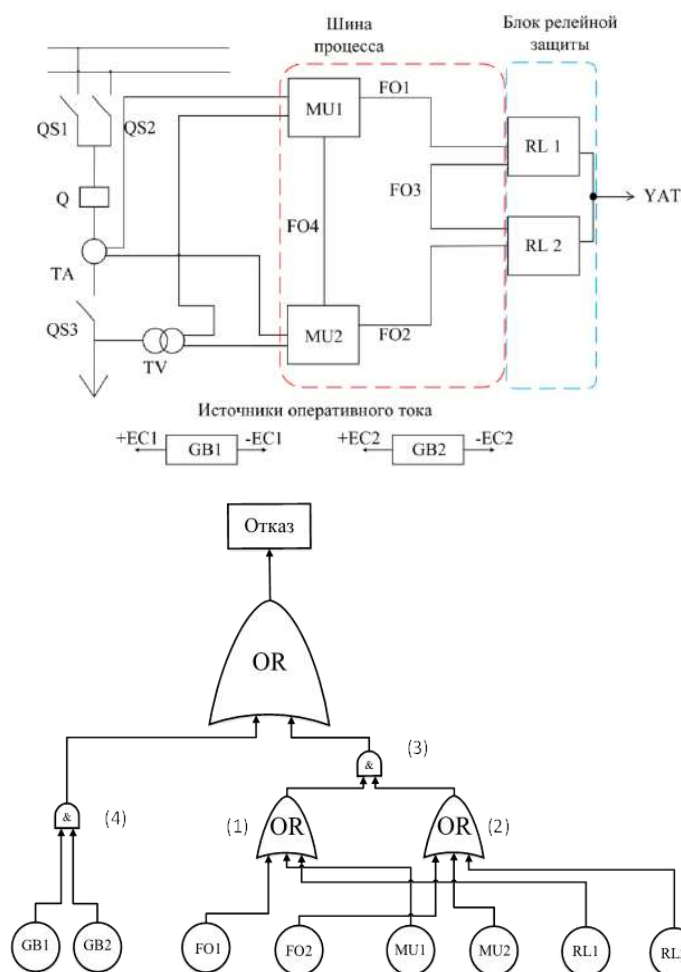 Шина
процесса
Блок релейной
защиты
QS1
QS2
MU1
FO1
RL 1
Q
FO3
YAT
FO4
TA
RL 2
QS3
MU2
FO2
TV
Источники оперативного тока
+EC1
GB1
-EC1
+EC2
GB2
-EC2
Отказ
OR
(3)
&
&
(4)
(1)
OR
OR
(2)
GB1
GB2
FO1
FO2
MU1
MU2
RL1